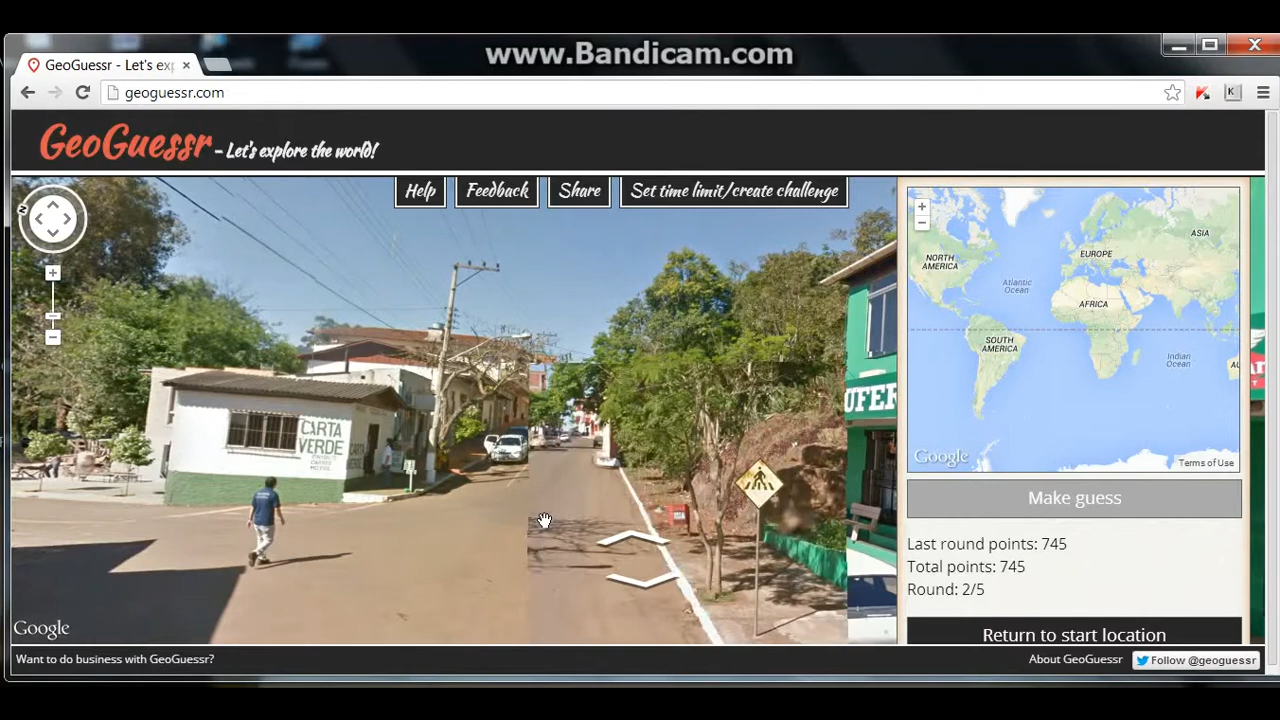 www.Bandicam.com
GeoGuessr - Let's exp
geoguessr.com
GeoGuessr - Let's explore the world!
Help
Feedback
Share
Set time limit/create challenge
N
CARTA
VERDE
UFER
NORTH
AMERICA
Atlantic
Ocean
EUROPE
ASIA
AFRICA
SOUTH
AMERICA
Indian
Ocean
AU
Google
Terms of Use
Make guess
Last round points: 745
Total points: 745
Round: 2/5
Return to start location
Google
Want to do business with GeoGuessr?
About GeoGuessr
Follow @geoguessr